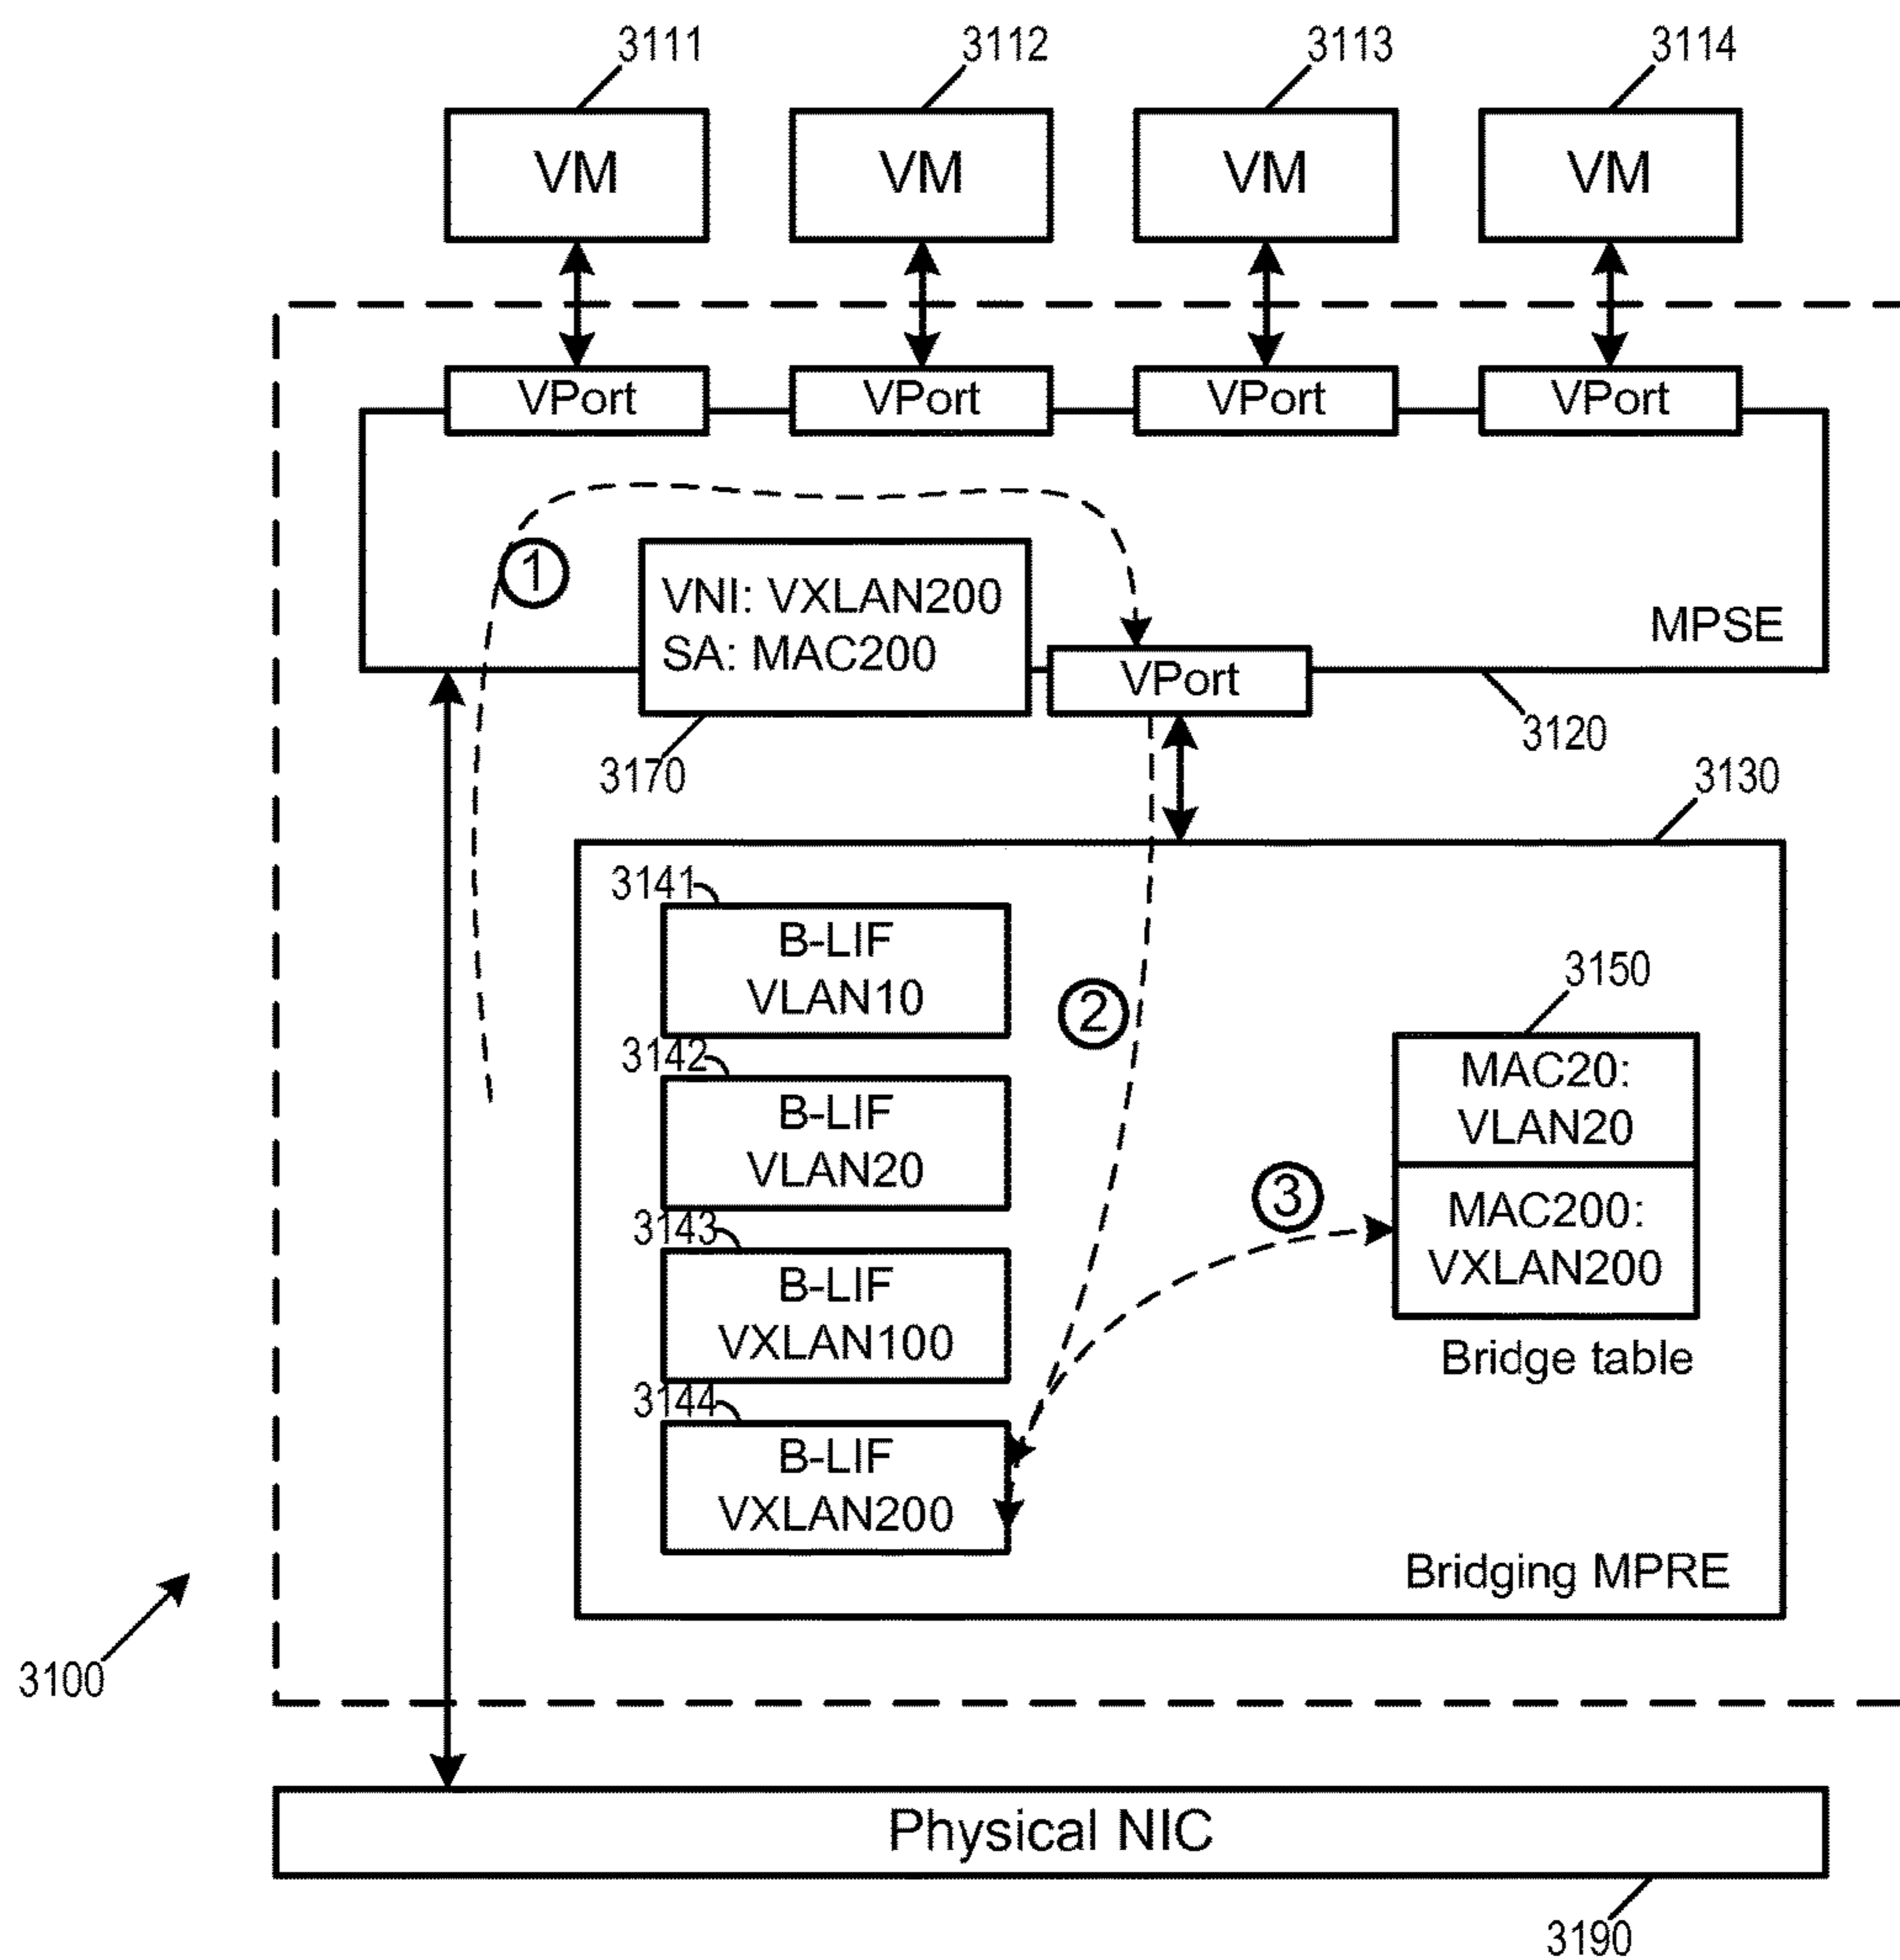 3111
3112
3113
3114
VM
VM
VM
VM
VPort
VPort
VPort
VPort
1
VNI: VXLAN200
SA: MAC200
MPSE
VPort
3120
3170
3130
3141
B-LIF
VLAN10
2
3150
3142
MAC20:
VLAN20
B-LIF
VLAN20
3
MAC200:
VXLAN200
3143
B-LIF
VXLAN100
Bridge table
3144
B-LIF
VXLAN200
Bridging MPRE
3100
Physical NIC
3190